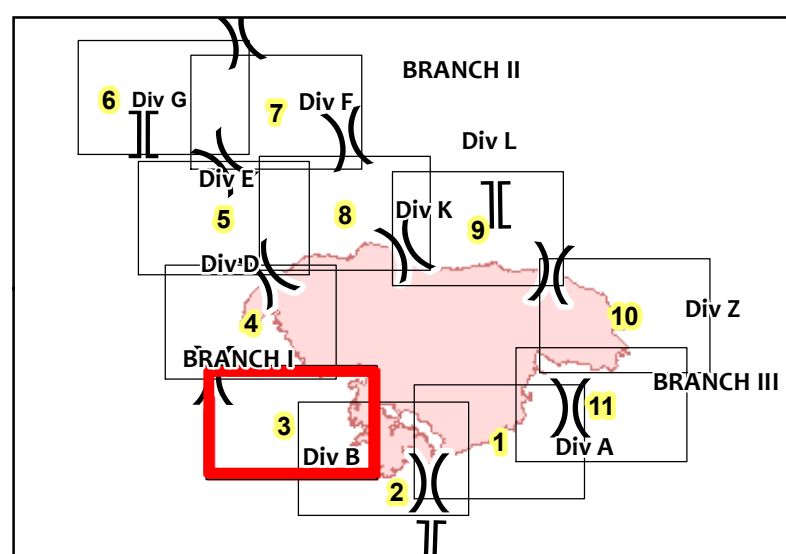 BRANCH II
6
Div G
7
Div F
Div L
Div E
5
8
Div K
9
Div D
4
10
Div Z
BRANCH I
BRANCH III
3
11
1
Div A
Div B
2